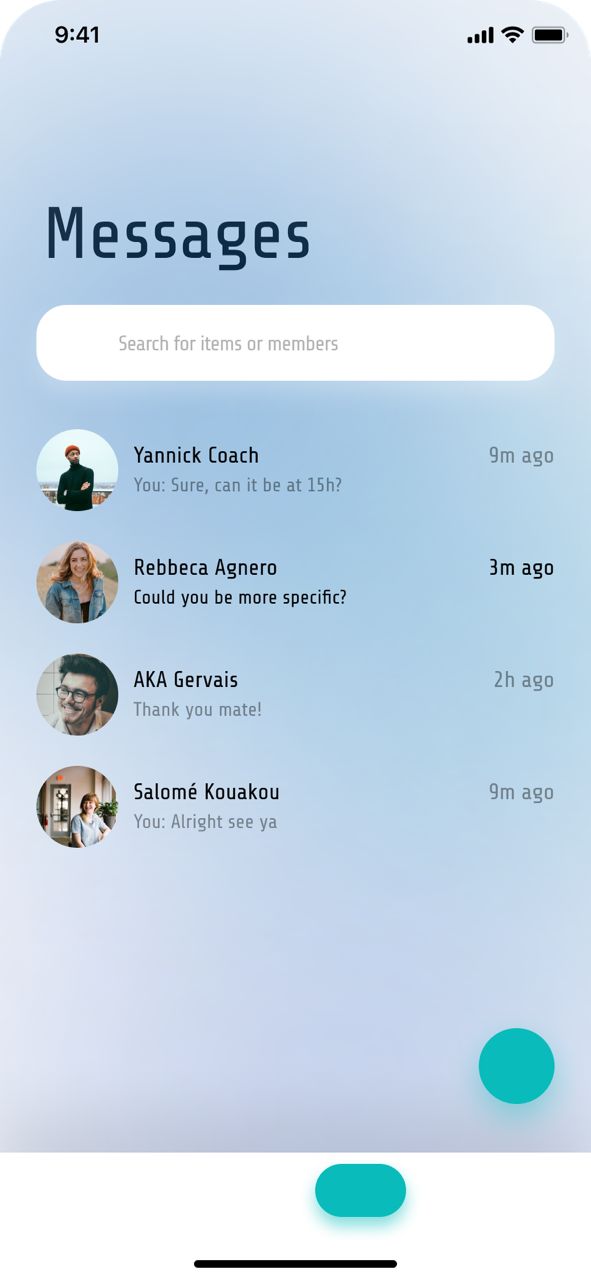 9:41
Messages
Search for items or members
Yannick Coach 9m ago
You: Sure, can it be at 15h?
Rebbeca Agnero 3m ago
Could you be more specific?
AKA Gervais 2h ago
Thank you mate!
Salomé Kouakou 9m ago
You: Alright see ya